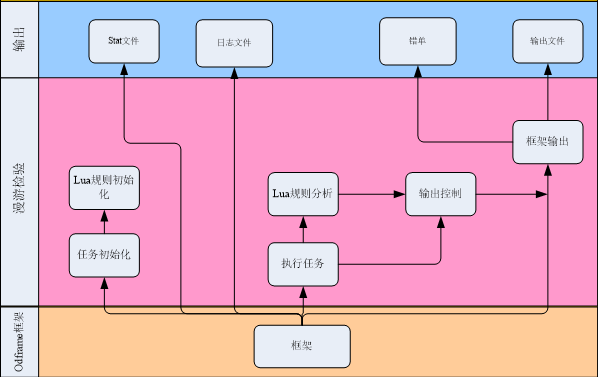 输出
Stat文件
日志文件
错单
输出文件
漫游检验
框架输出
Lua规则初始
化
Lua规则分析
输出控制
任务初始化
执行任务
Odframe框架
框架